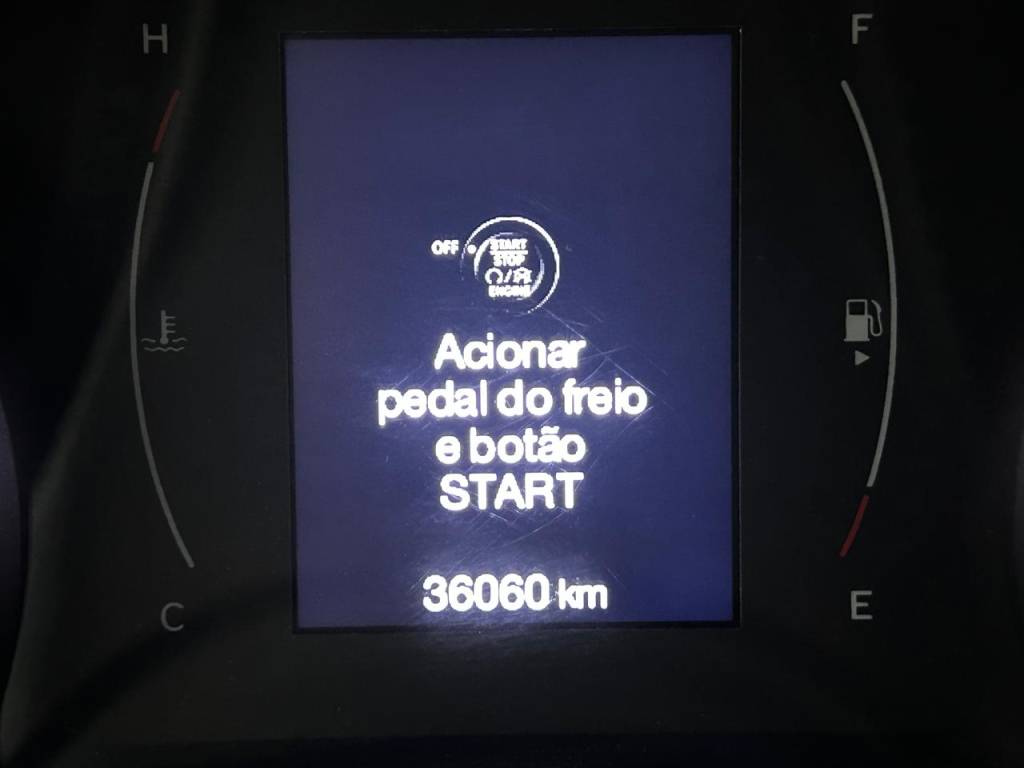 H
F
OFF
START
STOP
ENGINE
Acionar
pedal do freio
e botão
START
36060 km
C
E